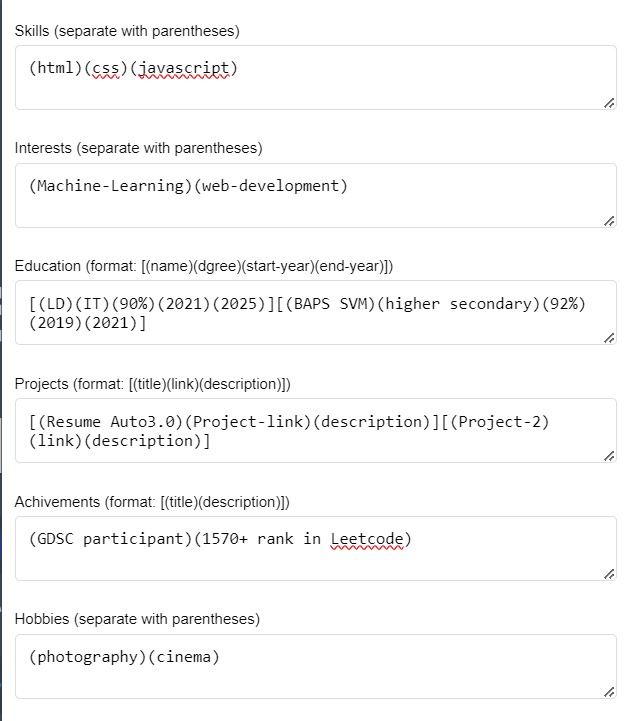 Skills (separate with parentheses)
(html)(css)(javascript)
Interests (separate with parentheses)
(Machine-Learning)(web-development)
Education (format: [(name)(dgree)(start-year)(end-year)])
[(LD)(IT)(90%)(2021)(2025)][(BAPS SVM)(higher secondary)(92%)
(2019)(2021)]
Projects (format: [(title)(link)(description)])
[(Resume Auto3.0)(Project-link)(description)][(Project-2)
(link)(description)]
Achivements (format: [(title)(description)])
(GDSC participant)(1570+ rank in Leetcode)
Hobbies (separate with parentheses)
(photography)(cinema)